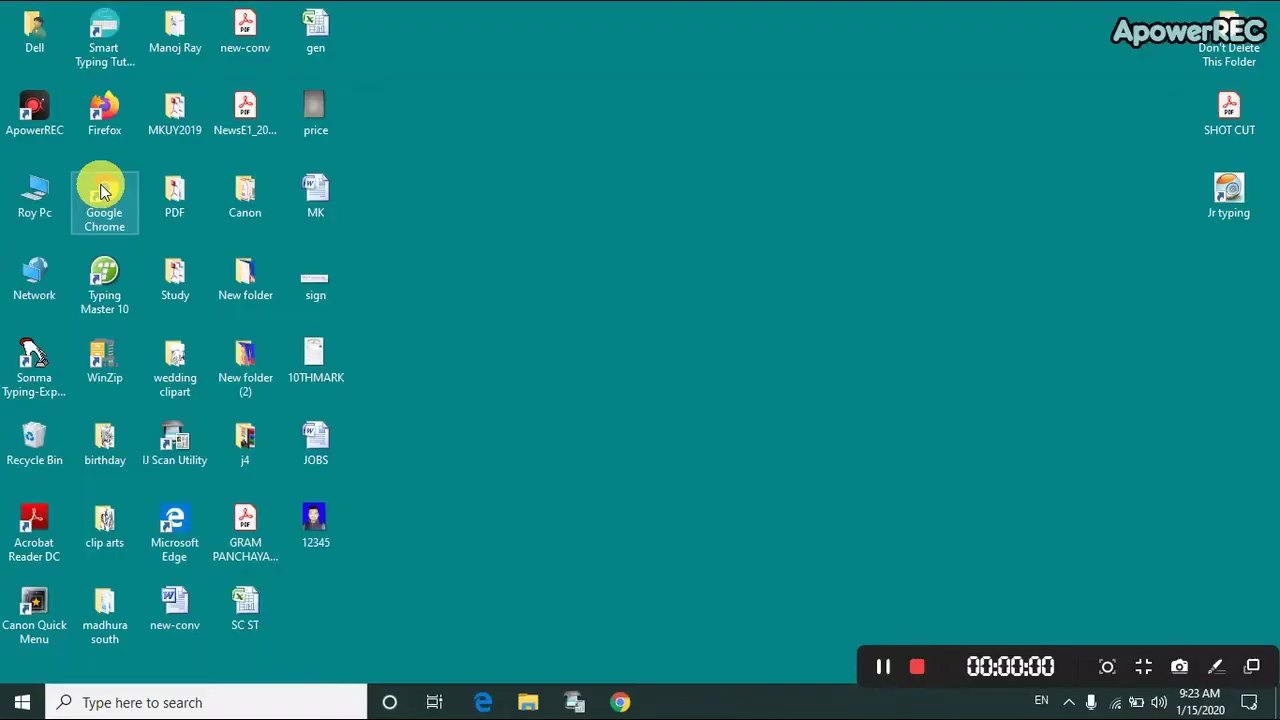 Dell
Smart
Typing Tut...
Manoj Ray
new-conv
gen
ApowerREC
Don't Delete
This Folder
ApowerREC
Firefox
MKUY2019
NewsE1_20...
price
SHOT CUT
Roy Pc
Google
Chrome
PDF
Canon
MK
Jr typing
Network
Typing
Master 10
Study
New folder
sign
Sonma
Typing-Exp...
WinZip
wedding
clipart
New folder
(2)
10THMARK
Recycle Bin
birthday
IJ Scan Utility
j4
JOBS
Acrobat
Reader DC
clip arts
Microsoft
Edge
GRAM
PANCHAYA...
12345
Canon Quick
Menu
madhura
south
new-conv
SC ST
00:00:00
Type here to search
EN
9:23 AM
1/15/2020